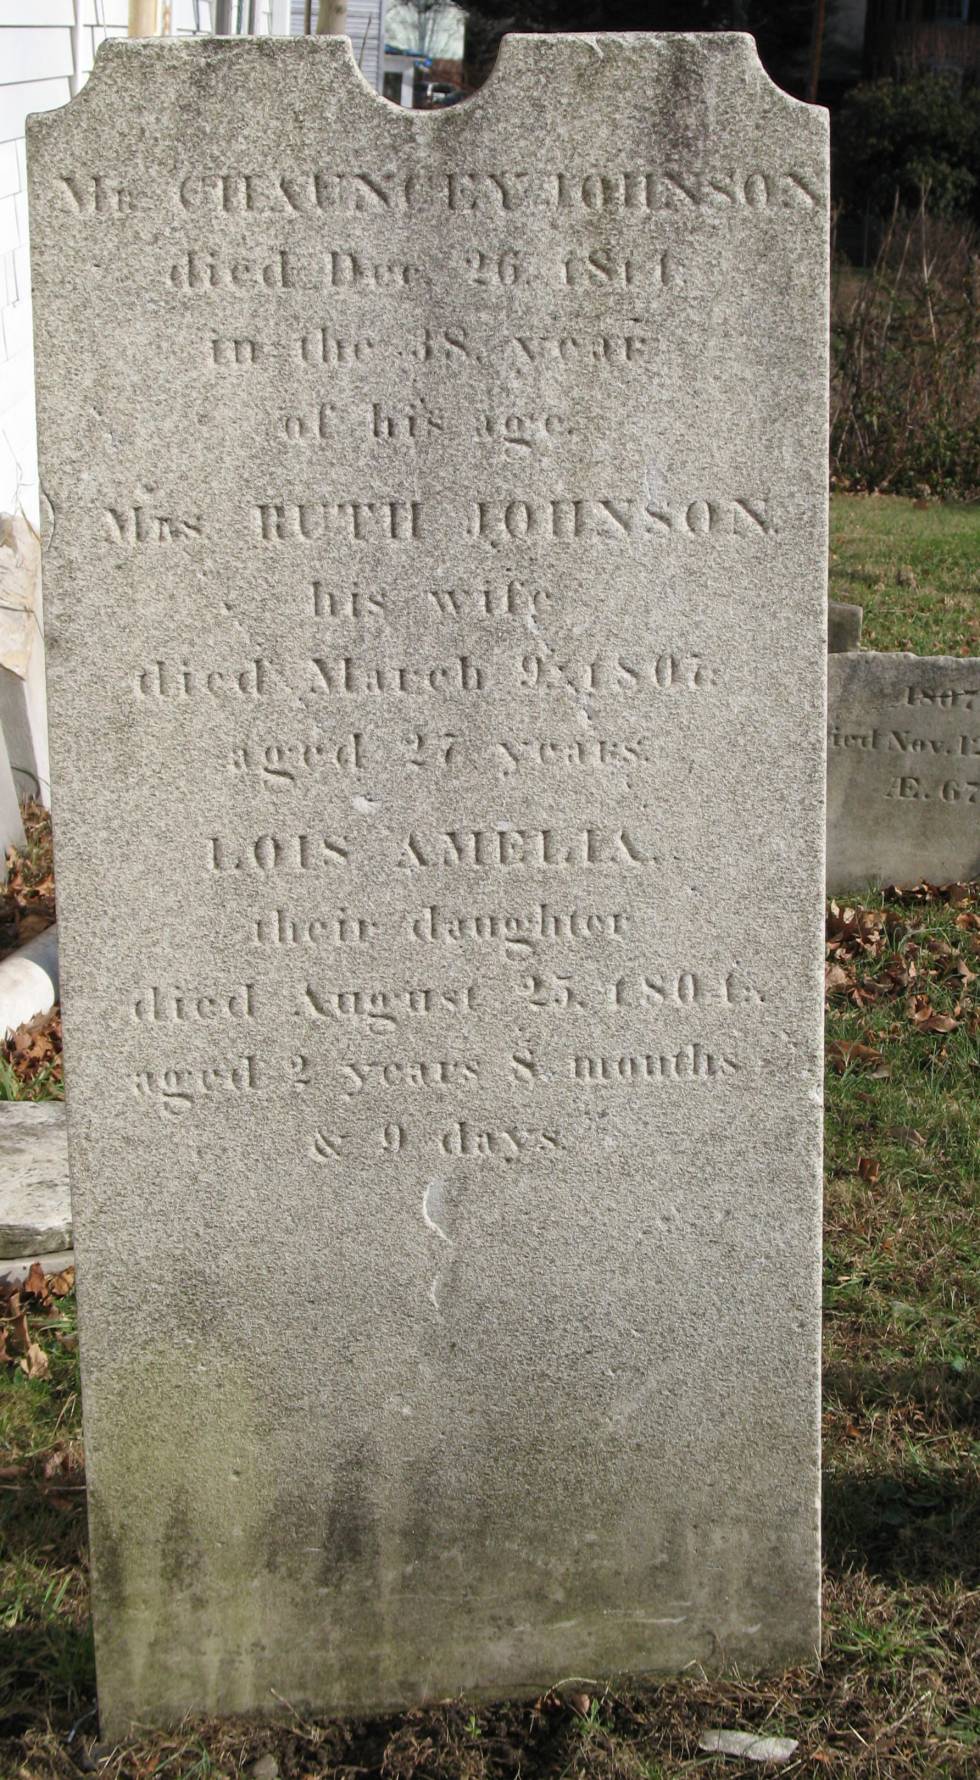 Mr CHAUNCEY JOHNSON
died Dec. 26. 1814.
in the 38. year
of his age.
Mrs RUTH JOHNSON.
his wife
died March 9. 1807.
aged 27 years.
LOIS AMELIA.
their daughter
died August 25. 1804.
aged 2 years 8 months
& 9 days.
1807
ied Nov. 12
Æ. 67